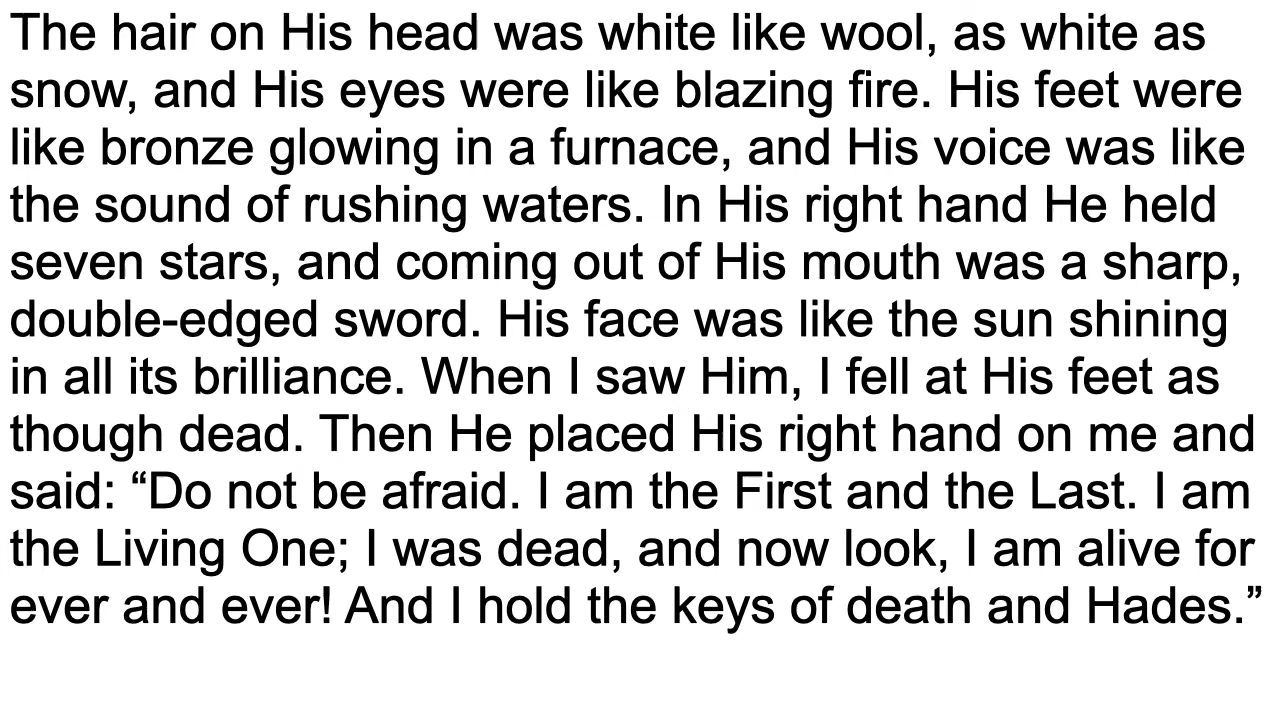 The hair on His head was white like wool, as white as
snow, and His eyes were like blazing fire. His feet were
like bronze glowing in a furnace, and His voice was like
the sound of rushing waters. In His right hand He held
seven stars, and coming out of His mouth was a sharp,
double-edged sword. His face was like the sun shining
in all its brilliance. When I saw Him, I fell at His feet as
though dead. Then He placed His right hand on me and
said: “Do not be afraid. I am the First and the Last. I am
the Living One; I was dead, and now look, I am alive for
ever and ever! And I hold the keys of death and Hades.”